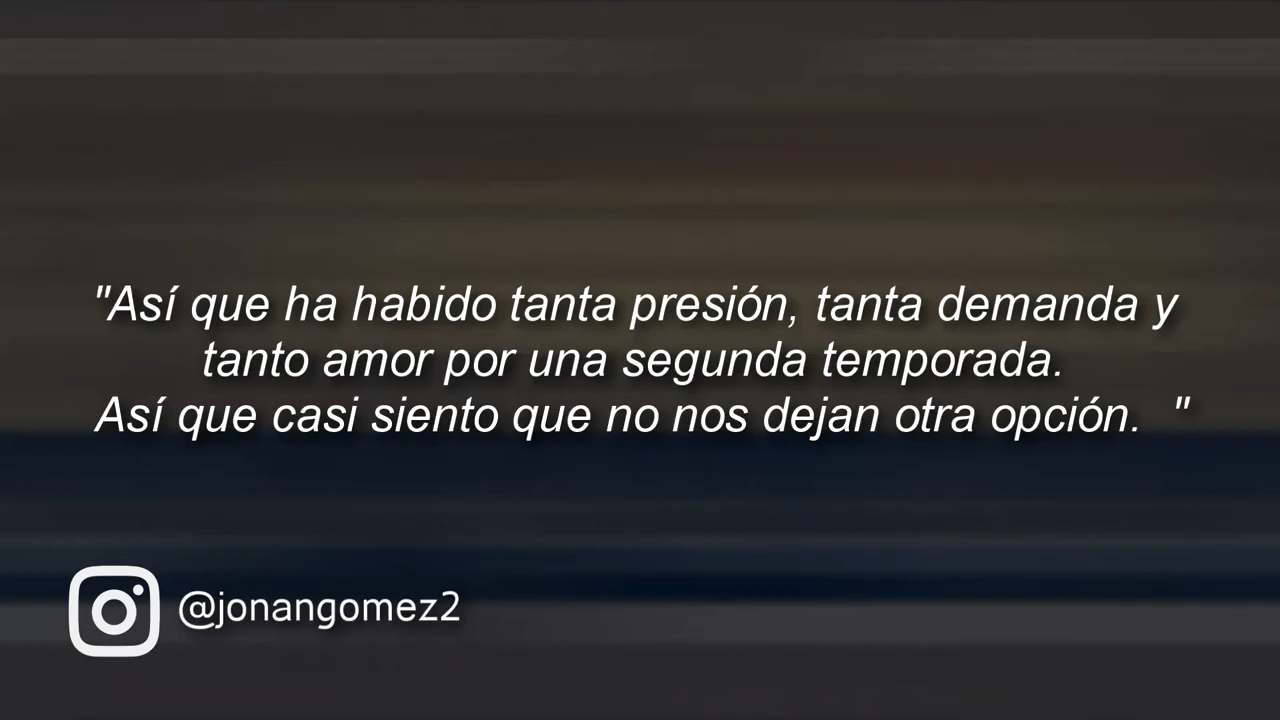 "Así que ha habido tanta presión, tanta demanda y
tanto amor por una segunda temporada.
Así que casi siento que no nos dejan otra opción.   "
@jonangomez2